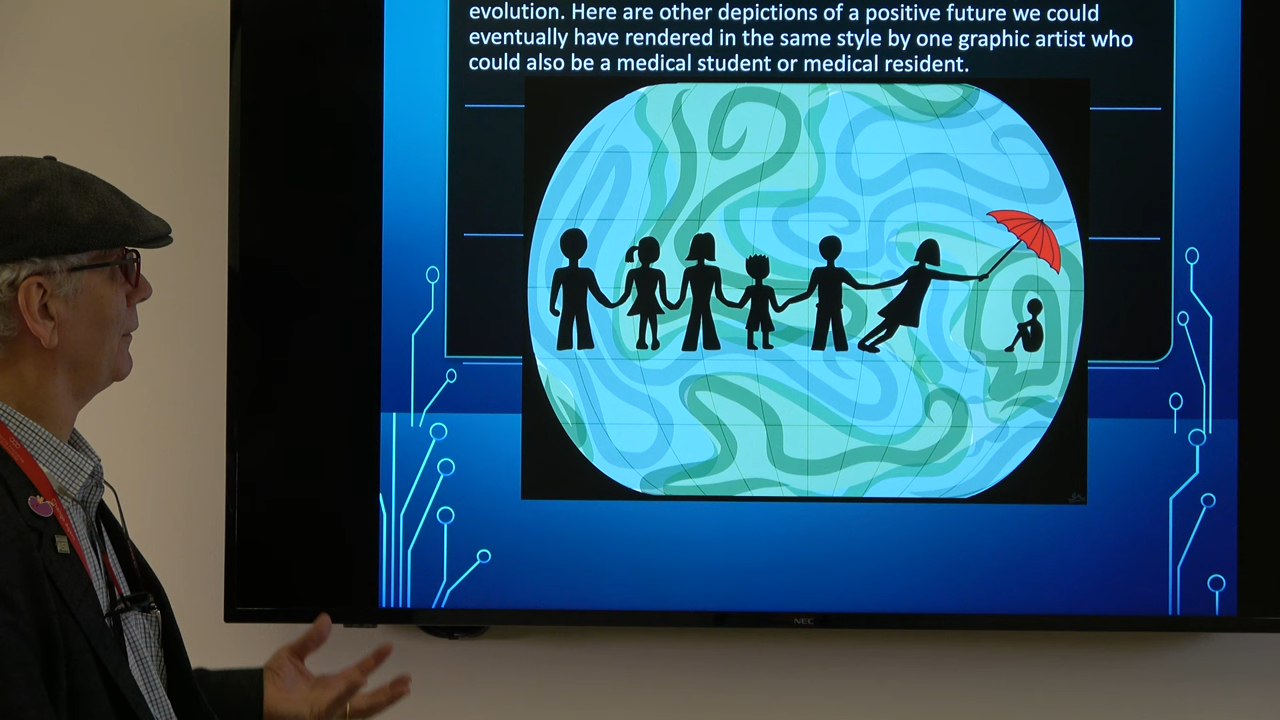 evolution. Here are other depictions of a positive future we could
eventually have rendered in the same style by one graphic artist who
could also be a medical student or medical resident.
NEC